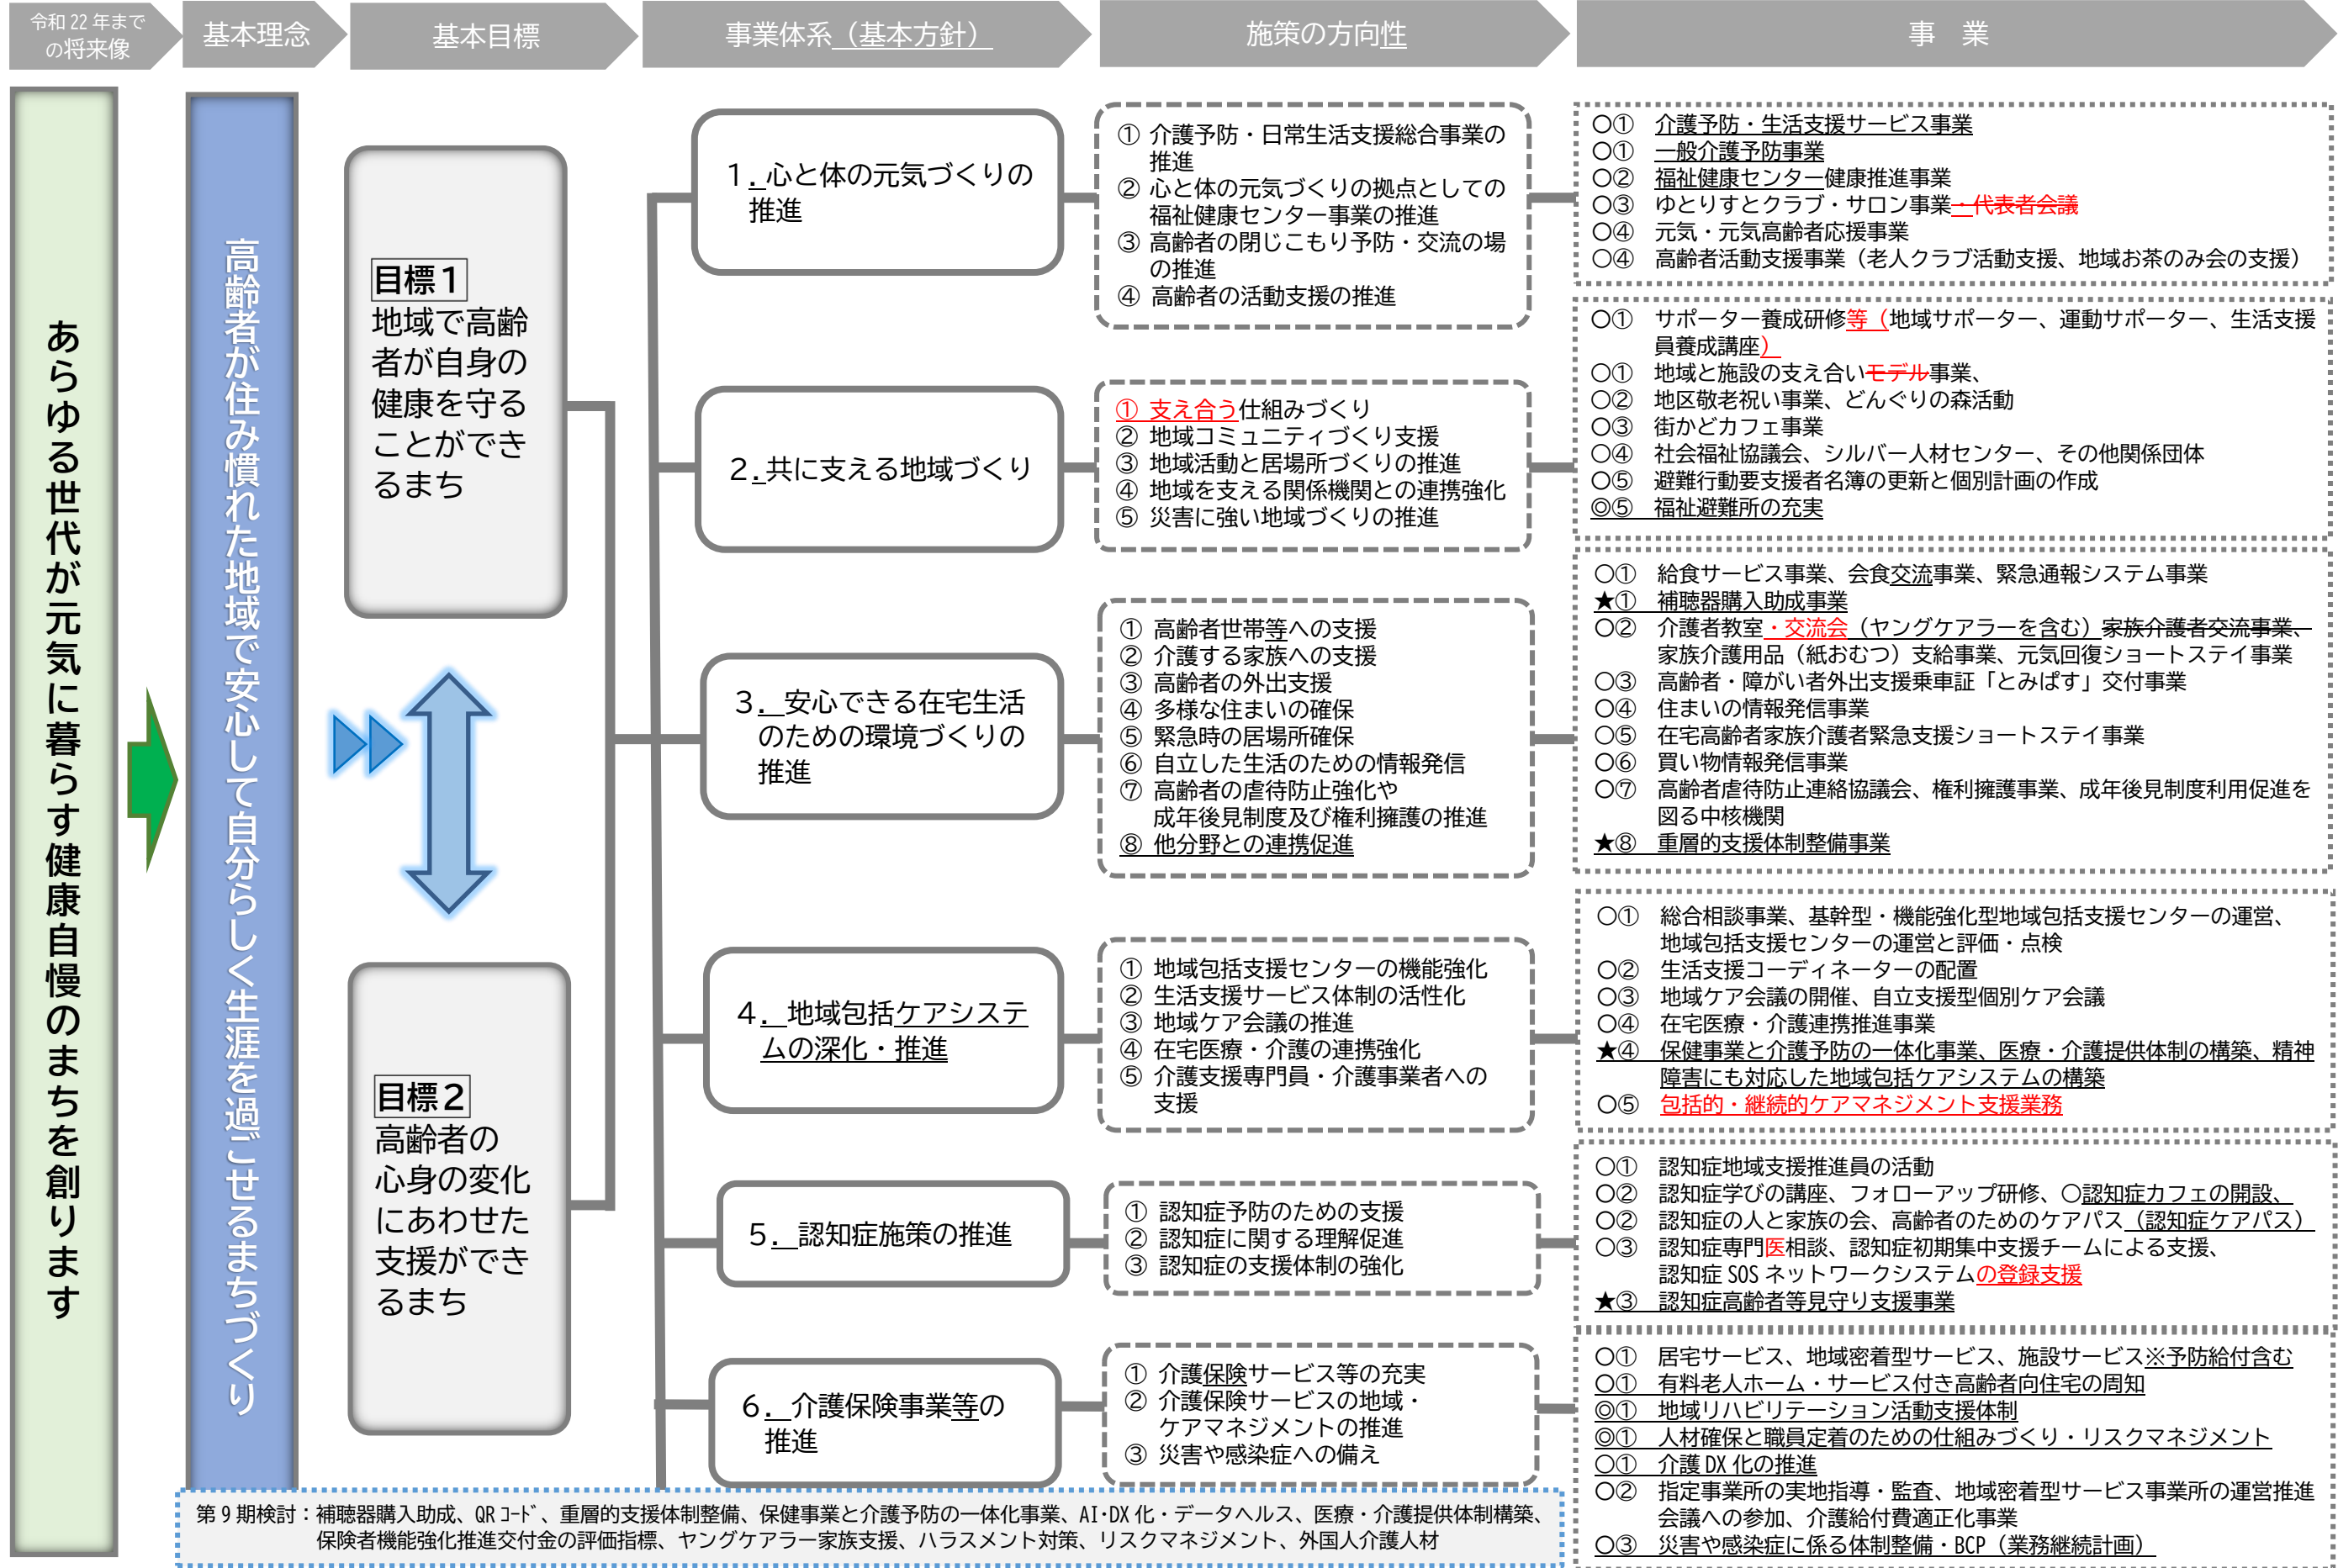 令和 22 年まで
の将来像
基本理念
基本目標
事業体系（基本方針）
施策の方向性
事　業
あらゆる世代が元気に暮らす健康自慢のまちを創ります
高齢者が住み慣れた地域で安心して自分らしく生涯を過ごせるまちづくり
目標１
地域で高齢
者が自身の
健康を守る
ことができ
るまち
目標２
高齢者の
心身の変化
にあわせた
支援ができ
るまち
１．心と体の元気づくりの
推進
① 介護予防・日常生活支援総合事業の
推進
② 心と体の元気づくりの拠点としての
福祉健康センター事業の推進
③ 高齢者の閉じこもり予防・交流の場
の推進
④ 高齢者の活動支援の推進
〇①　介護予防・生活支援サービス事業
〇①　一般介護予防事業
〇②　福祉健康センター健康推進事業
〇③　ゆとりすとクラブ・サロン事業・代表者会議
〇④　元気・元気高齢者応援事業
〇④　高齢者活動支援事業（老人クラブ活動支援、地域お茶のみ会の支援）
２．共に支える地域づくり
① 支え合う仕組みづくり
② 地域コミュニティづくり支援
③ 地域活動と居場所づくりの推進
④ 地域を支える関係機関との連携強化
⑤ 災害に強い地域づくりの推進
〇①　サポーター養成研修等（地域サポーター、運動サポーター、生活支援
員養成講座）
〇①　地域と施設の支え合いモデル事業、
〇②　地区敬老祝い事業、どんぐりの森活動
〇③　街かどカフェ事業
〇④　社会福祉協議会、シルバー人材センター、その他関係団体
〇⑤　避難行動要支援者名簿の更新と個別計画の作成
◎⑤　福祉避難所の充実
３．安心できる在宅生活
のための環境づくりの
推進
① 高齢者世帯等への支援
② 介護する家族への支援
③ 高齢者の外出支援
④ 多様な住まいの確保
⑤ 緊急時の居場所確保
⑥ 自立した生活のための情報発信
⑦ 高齢者の虐待防止強化や
成年後見制度及び権利擁護の推進
⑧ 他分野との連携促進
〇①　給食サービス事業、会食交流事業、緊急通報システム事業
★①　補聴器購入助成事業
〇②　介護者教室・交流会（ヤングケアラーを含む）家族介護者交流事業、
家族介護用品（紙おむつ）支給事業、元気回復ショートステイ事業
〇③　高齢者・障がい者外出支援乗車証「とみぱす」交付事業
〇④　住まいの情報発信事業
〇⑤　在宅高齢者家族介護者緊急支援ショートステイ事業
〇⑥　買い物情報発信事業
〇⑦　高齢者虐待防止連絡協議会、権利擁護事業、成年後見制度利用促進を
図る中核機関
★⑧　重層的支援体制整備事業
４．地域包括ケアシステ
ムの深化・推進
① 地域包括支援センターの機能強化
② 生活支援サービス体制の活性化
③ 地域ケア会議の推進
④ 在宅医療・介護の連携強化
⑤ 介護支援専門員・介護事業者への
支援
〇①　総合相談事業、基幹型・機能強化型地域包括支援センターの運営、
地域包括支援センターの運営と評価・点検
〇②　生活支援コーディネーターの配置
〇③　地域ケア会議の開催、自立支援型個別ケア会議
〇④　在宅医療・介護連携推進事業
★④　保健事業と介護予防の一体化事業、医療・介護提供体制の構築、精神
障害にも対応した地域包括ケアシステムの構築
〇⑤　包括的・継続的ケアマネジメント支援業務
５．認知症施策の推進
① 認知症予防のための支援
② 認知症に関する理解促進
③ 認知症の支援体制の強化
〇①　認知症地域支援推進員の活動
〇②　認知症学びの講座、フォローアップ研修、〇認知症カフェの開設、
〇②　認知症の人と家族の会、高齢者のためのケアパス（認知症ケアパス）
〇③　認知症専門医相談、認知症初期集中支援チームによる支援、
認知症 SOS ネットワークシステムの登録支援
★③　認知症高齢者等見守り支援事業
６．介護保険事業等の
推進
① 介護保険サービス等の充実
② 介護保険サービスの地域・
ケアマネジメントの推進
③ 災害や感染症への備え
〇①　居宅サービス、地域密着型サービス、施設サービス※予防給付含む
〇①　有料老人ホーム・サービス付き高齢者向住宅の周知
◎①　地域リハビリテーション活動支援体制
◎①　人材確保と職員定着のための仕組みづくり・リスクマネジメント
〇①　介護 DX 化の推進
〇②　指定事業所の実地指導・監査、地域密着型サービス事業所の運営推進
会議への参加、介護給付費適正化事業
〇③　災害や感染症に係る体制整備・BCP（業務継続計画）
第 9 期検討：補聴器購入助成、QR ｺｰﾄﾞ、重層的支援体制整備、保健事業と介護予防の一体化事業、AI・DX 化・データヘルス、医療・介護提供体制構築、
保険者機能強化推進交付金の評価指標、ヤングケアラー家族支援、ハラスメント対策、リスクマネジメント、外国人介護人材